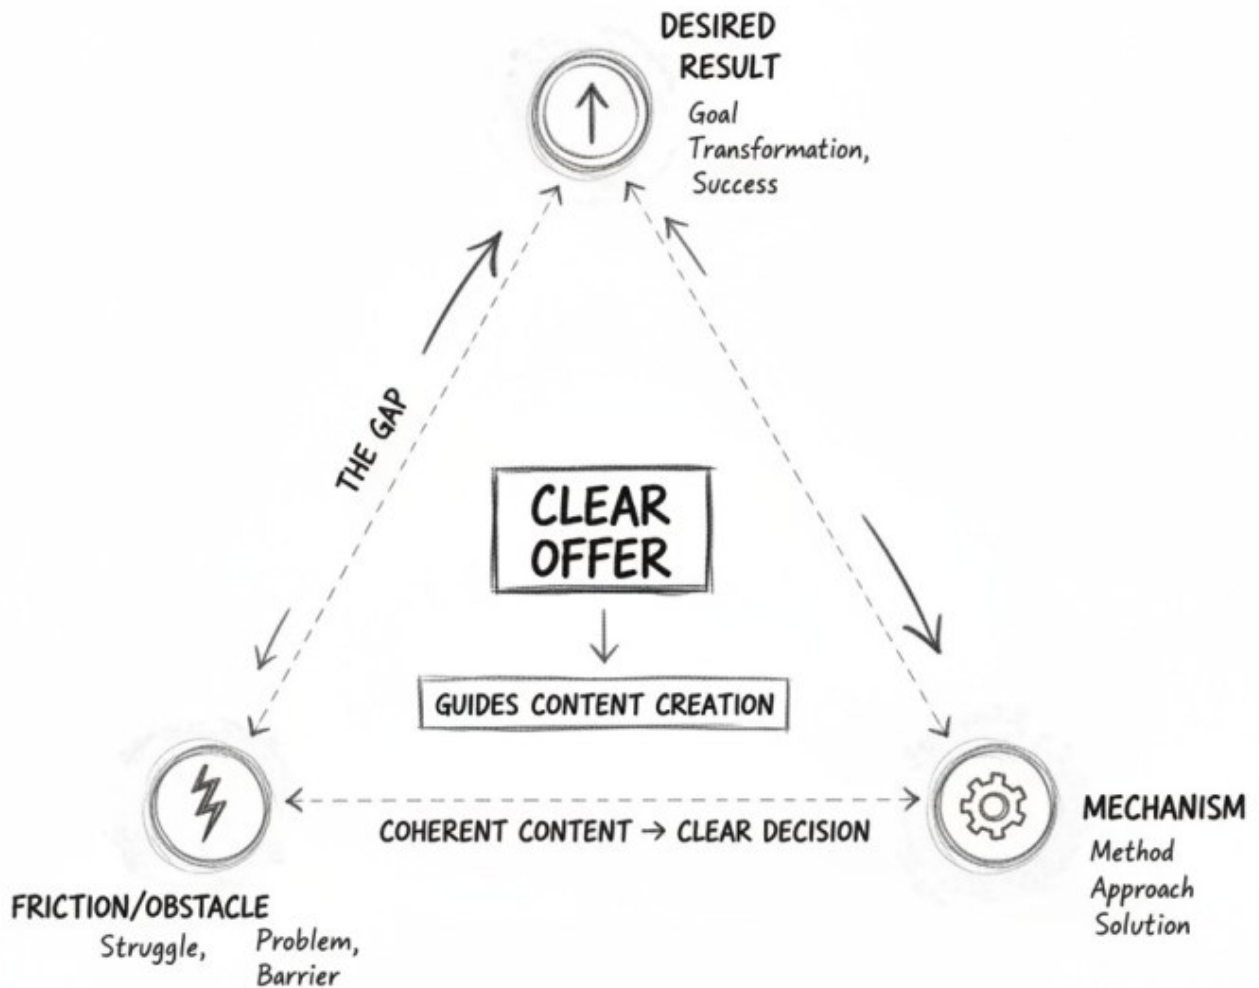 DESIRED
RESULT
Goal
Transformation,
Success
THE GAP
CLEAR
OFFER
GUIDES CONTENT CREATION
COHERENT CONTENT → CLEAR DECISION
MECHANISM
Method
Approach
Solution
FRICTION/OBSTACLE
Struggle, Problem,
Barrier